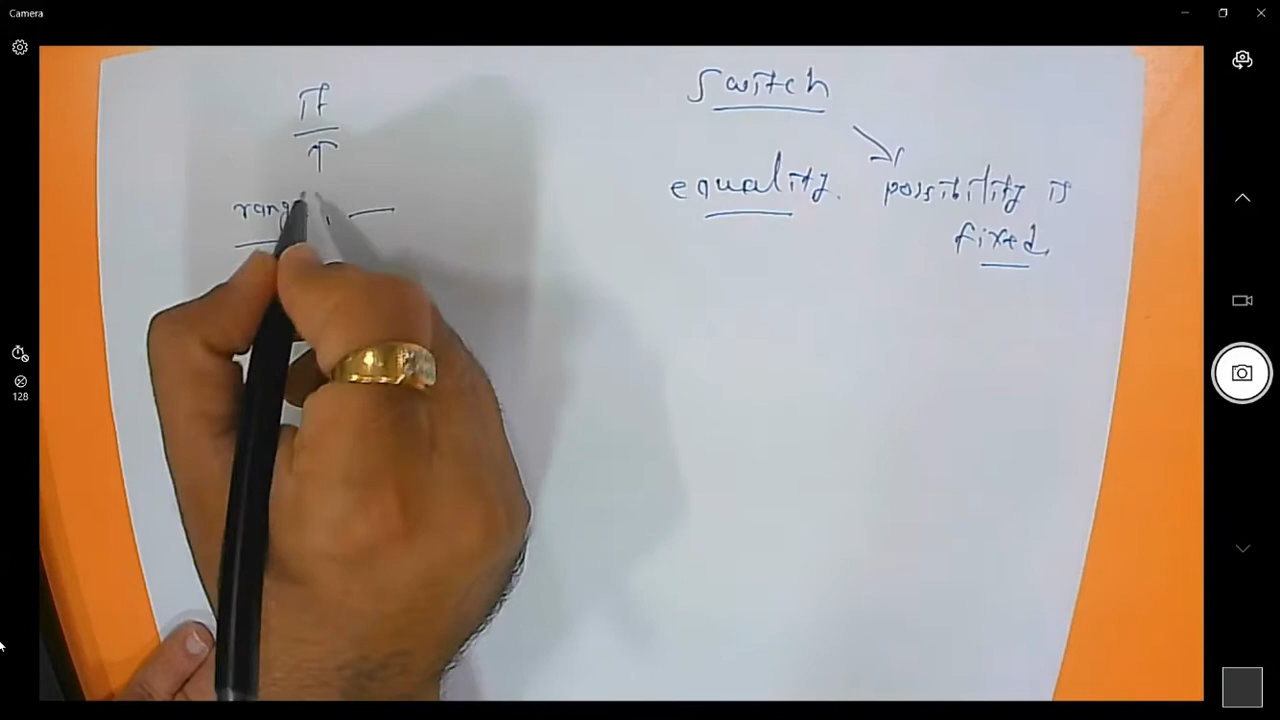 Camera
if
switch
equality. possibility is
fixed
128